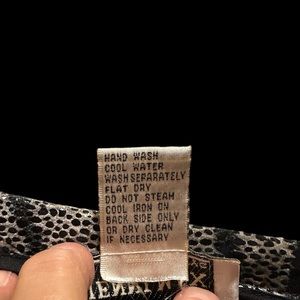 HAND WASH
COOL WATER
WASH SEPARATELY
FLAT DRY
DO NOT STEAM
COOL IRON ON
BACK SIDE ONLY
OR DRY CLEAN
IF NECESSARY